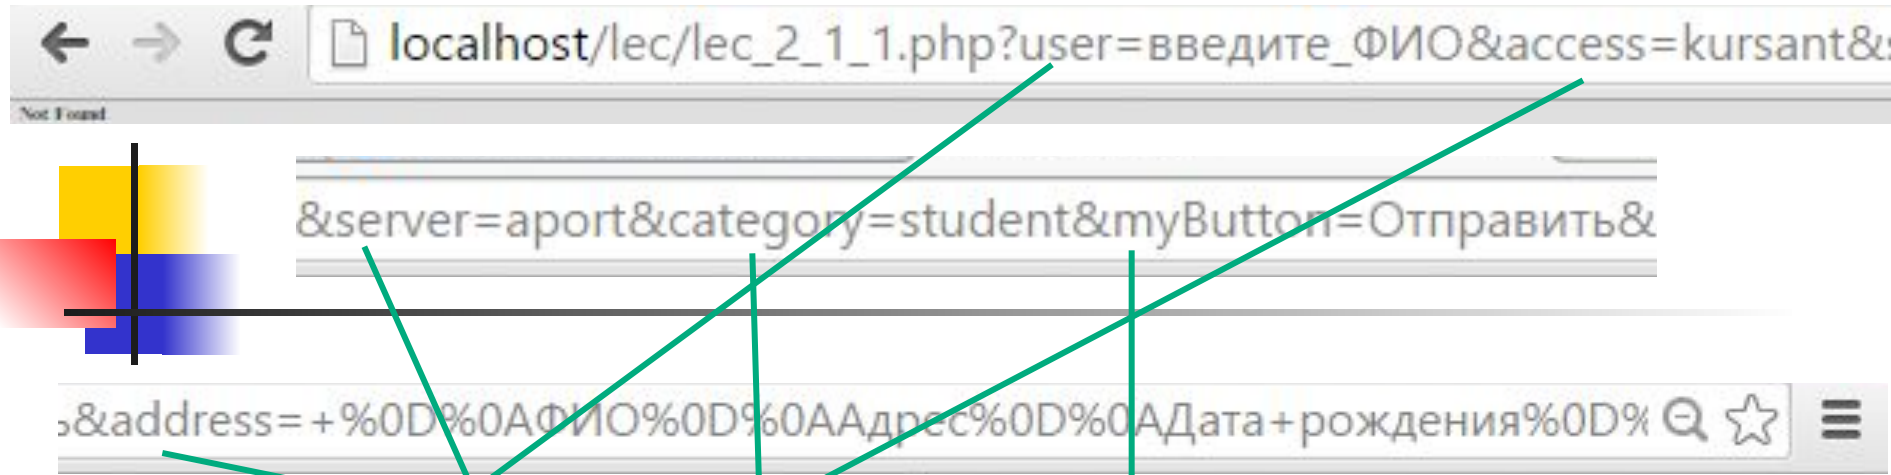 localhost/lec/lec_2_1_1.php?user=введите_ФИО&access=kursant&s
Not Found
&server=aport&category=student&myButton=Отправить&
ь&address=+%0D%0AФИО%0D%0AАдрес%0D%0AДата+рождения%0D%